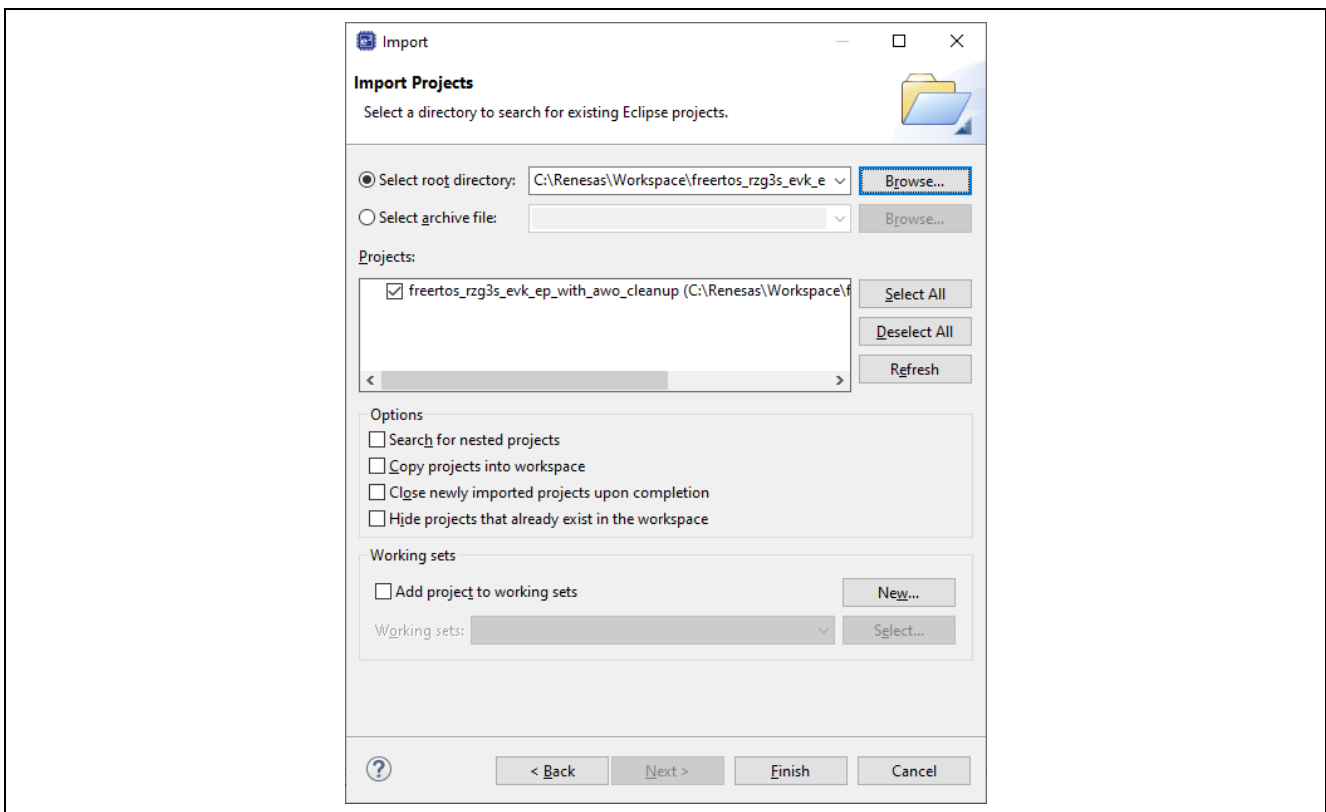 Import
Import Projects
Select a directory to search for existing Eclipse projects.
Select root directory: C:\Renesas\Workspace\freertos_rzg3s_evk_e Browse...
Select archive file: Browse...
Projects:
freertos_rzg3s_evk_ep_with_awo_cleanup (C:\Renesas\Workspace\f
Select All
Deselect All
Refresh
Options
Search for nested projects
Copy projects into workspace
Close newly imported projects upon completion
Hide projects that already exist in the workspace
Working sets
Add project to working sets New...
Working sets: Select...
? < Back Next > Finish Cancel